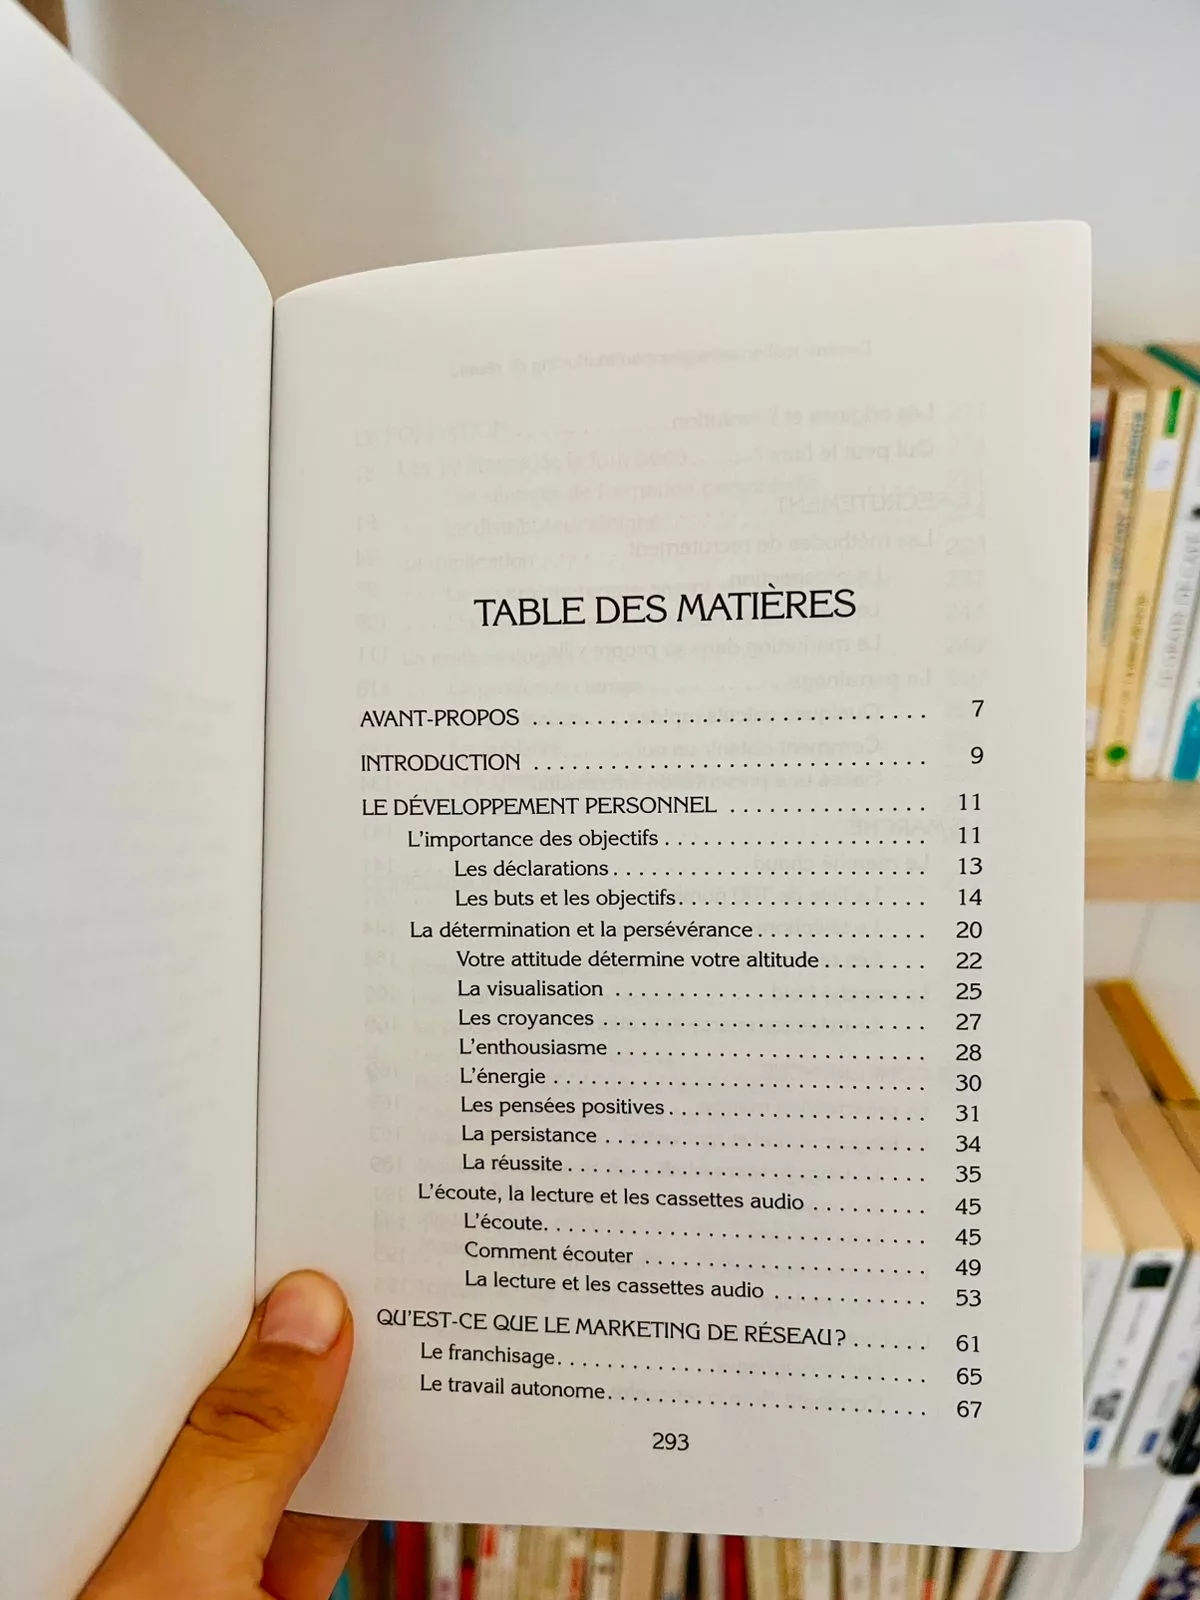 TABLE DES MATIÈRES
AVANT-PROPOS .............................. 7
INTRODUCTION .............................. 9
LE DÉVELOPPEMENT PERSONNEL ............... 11
L'importance des objectifs .................... 11
Les déclarations ......................... 13
Les buts et les objectifs .................... 14
La détermination et la persévérance ............. 20
Votre attitude détermine votre altitude ........ 22
La visualisation ......................... 25
Les croyances ......................... 27
L'enthousiasme ......................... 28
L'énergie ............................. 30
Les pensées positives .................... 31
La persistance ......................... 34
La réussite ............................ 35
L'écoute, la lecture et les cassettes audio ......... 45
L'écoute .............................. 45
Comment écouter ...................... 49
La lecture et les cassettes audio ............ 53
QU'EST-CE QUE LE MARKETING DE RÉSEAU? ...... 61
Le franchisage ............................. 65
Le travail autonome ......................... 67
293